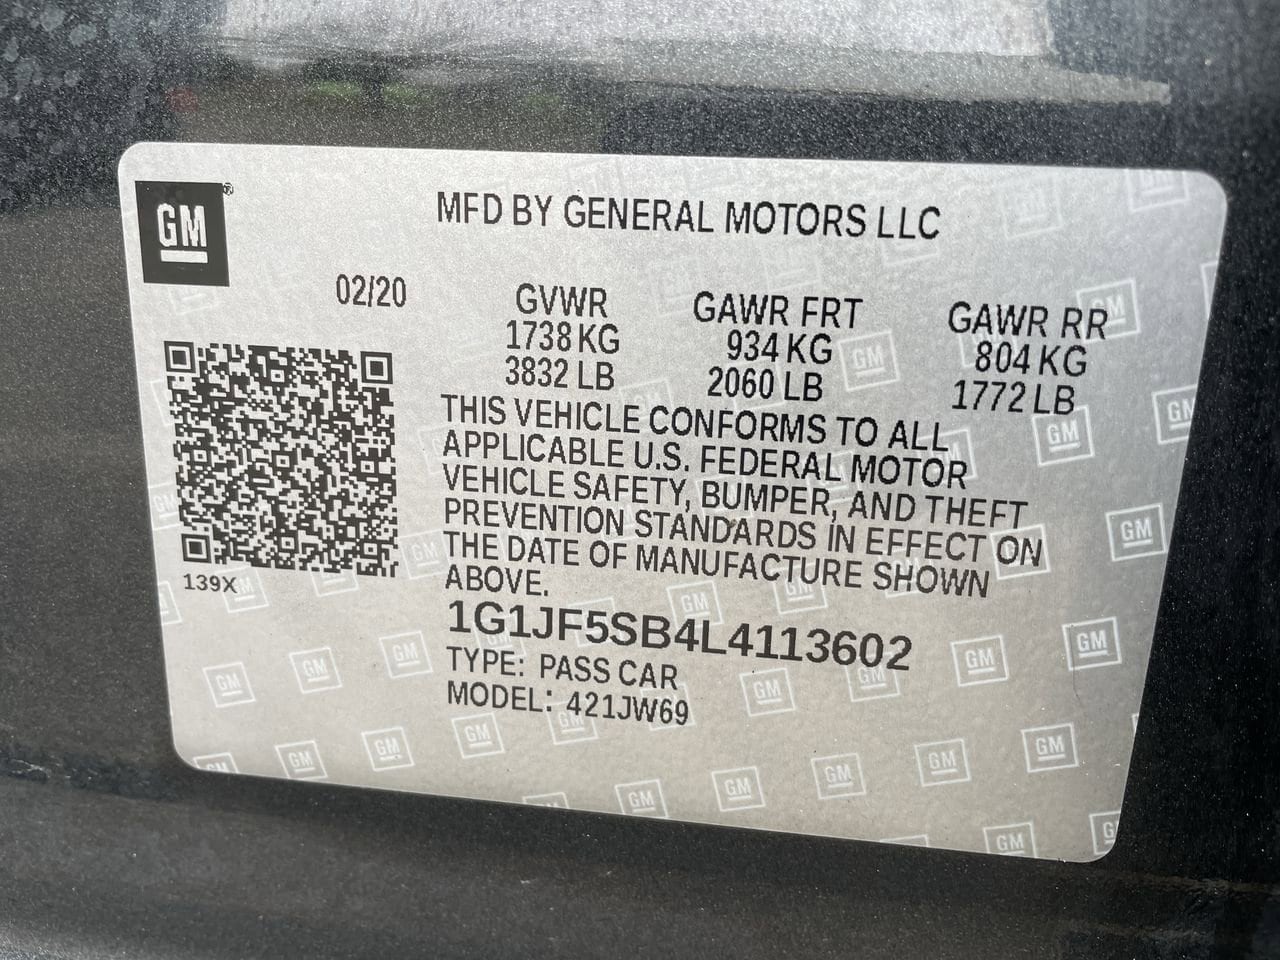 GM®
MFD BY GENERAL MOTORS LLC
02/20
GVWR
1738 KG
3832 LB
GAWR FRT
934 KG
2060 LB
GAWR RR
804 KG
1772 LB
THIS VEHICLE CONFORMS TO ALL
APPLICABLE U.S. FEDERAL MOTOR
VEHICLE SAFETY, BUMPER, AND THEFT
PREVENTION STANDARDS IN EFFECT ON
THE DATE OF MANUFACTURE SHOWN
ABOVE.
139X
1G1JF5SB4L4113602
TYPE: PASS CAR
MODEL: 421JW69